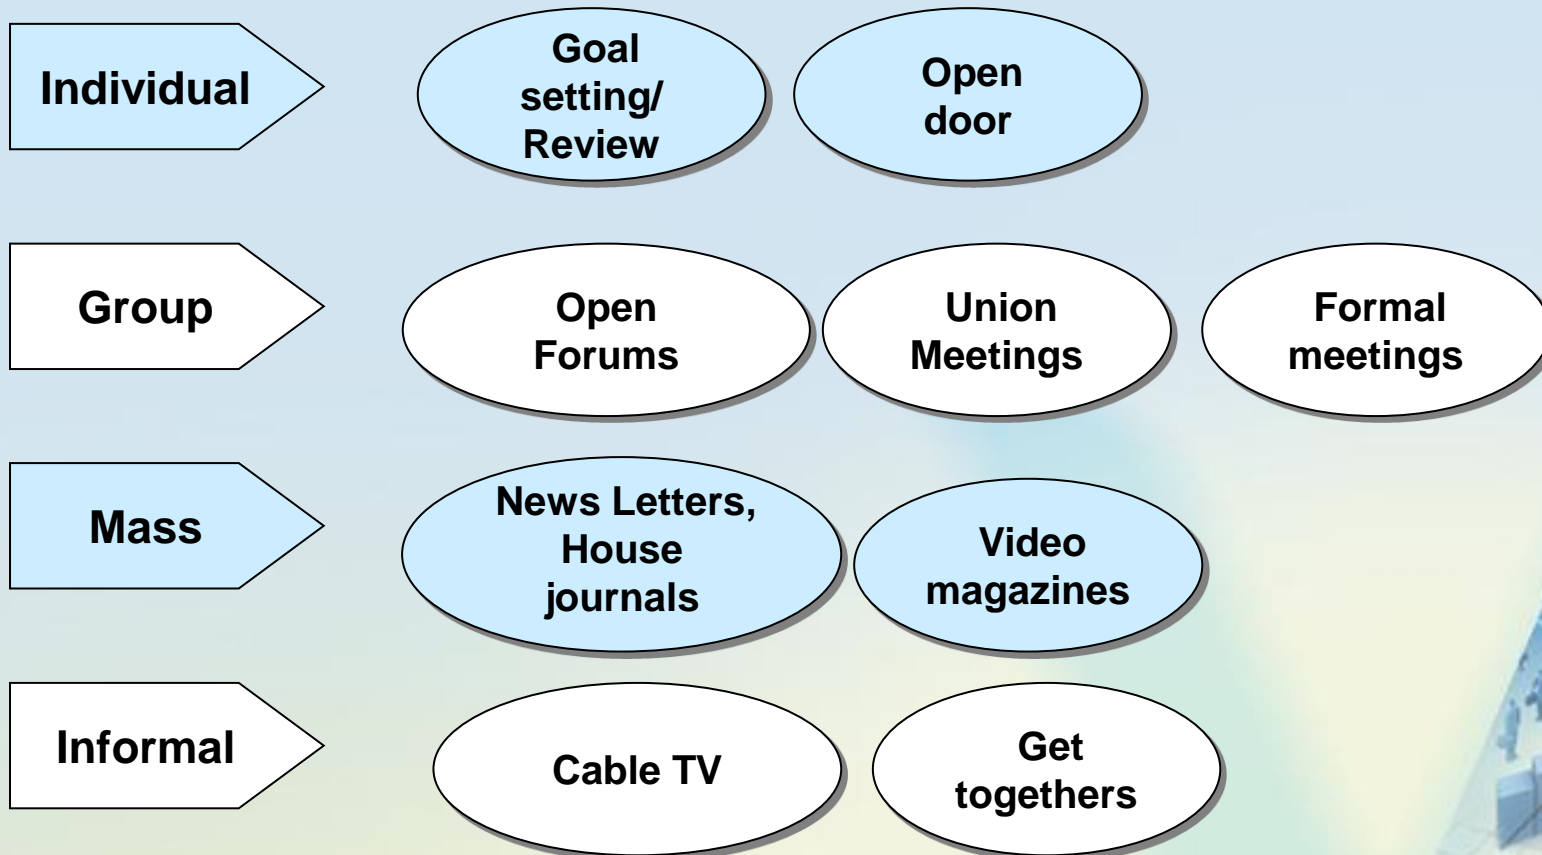 Individual
Goal
setting/
Review
Open
door
Group
Open
Forums
Union
Meetings
Formal
meetings
Mass
News Letters,
House
journals
Video
magazines
Informal
Cable TV
Get
togethers